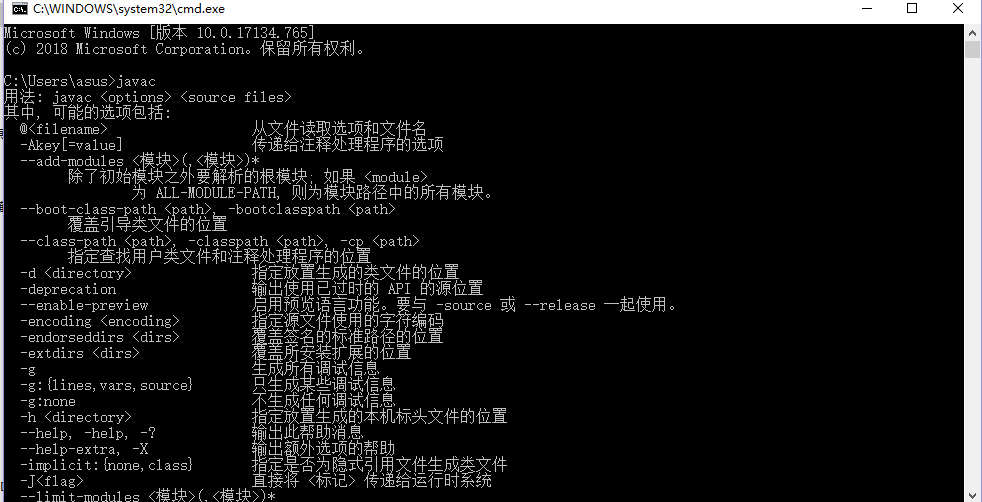 C:\WINDOWS\system32\cmd.exe
Microsoft Windows [版本 10.0.17134.765]
(c) 2018 Microsoft Corporation。保留所有权利。
C:\Users\asus>javac
用法: javac <options> <source files>
其中, 可能的选项包括:
@<filename> 从文件读取选项和文件名
-Akey[=value] 传递给注释处理程序的选项
--add-modules <模块>(,<模块>)*
除了初始模块之外要解析的根模块; 如果 <module>
为 ALL-MODULE-PATH, 则为模块路径中的所有模块。
--boot-class-path <path>, -bootclasspath <path>
覆盖引导类文件的位置
--class-path <path>, -classpath <path>, -cp <path>
指定查找用户类文件和注释处理程序的位置
-d <directory> 指定放置生成的类文件的位置
-deprecation 输出使用已过时的 API 的源位置
--enable-preview 启用预览语言功能。要与 -source 或 --release 一起使用。
-encoding <encoding> 指定源文件使用的字符编码
-endorseddirs <dirs> 覆盖签名的标准路径的位置
-extdirs <dirs> 覆盖所安装扩展的位置
-g 生成所有调试信息
-g:{lines,vars,source} 只生成某些调试信息
-g:none 不生成任何调试信息
-h <directory> 指定放置生成的本机标头文件的位置
--help, -help, -? 输出此帮助消息
--help-extra, -X 输出额外选项的帮助
-implicit:{none,class} 指定是否为隐式引用文件生成类文件
-J<flag> 直接将 <标记> 传递给运行时系统
--limit-modules <模块>(,<模块>)*